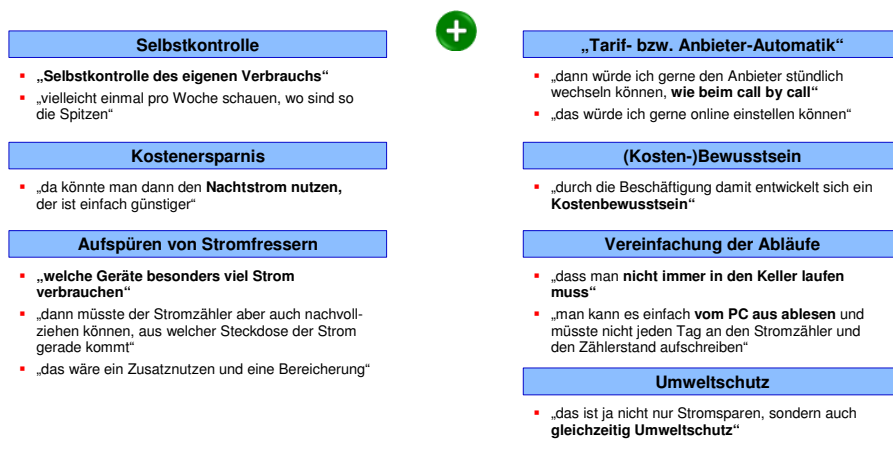 Selbstkontrolle
▪ „Selbstkontrolle des eigenen Verbrauchs“
▪ „vielleicht einmal pro Woche schauen, wo sind so
die Spitzen“
Kostenersparnis
▪ „da könnte man dann den Nachtstrom nutzen,
der ist einfach günstiger“
Aufspüren von Stromfressern
▪ „welche Geräte besonders viel Strom
verbrauchen“
▪ „dann müsste der Stromzähler aber auch nachvoll-
ziehen können, aus welcher Steckdose der Strom
gerade kommt“
▪ „das wäre ein Zusatznutzen und eine Bereicherung“
„Tarif- bzw. Anbieter-Automatik“
▪ „dann würde ich gerne den Anbieter stündlich
wechseln können, wie beim call by call“
▪ „das würde ich gerne online einstellen können“
(Kosten-)Bewusstsein
▪ „durch die Beschäftigung damit entwickelt sich ein
Kostenbewusstsein“
Vereinfachung der Abläufe
▪ „dass man nicht immer in den Keller laufen
muss“
▪ „man kann es einfach vom PC aus ablesen und
müsste nicht jeden Tag an den Stromzähler und
den Zählerstand aufschreiben“
Umweltschutz
▪ „das ist ja nicht nur Stromsparen, sondern auch
gleichzeitig Umweltschutz“